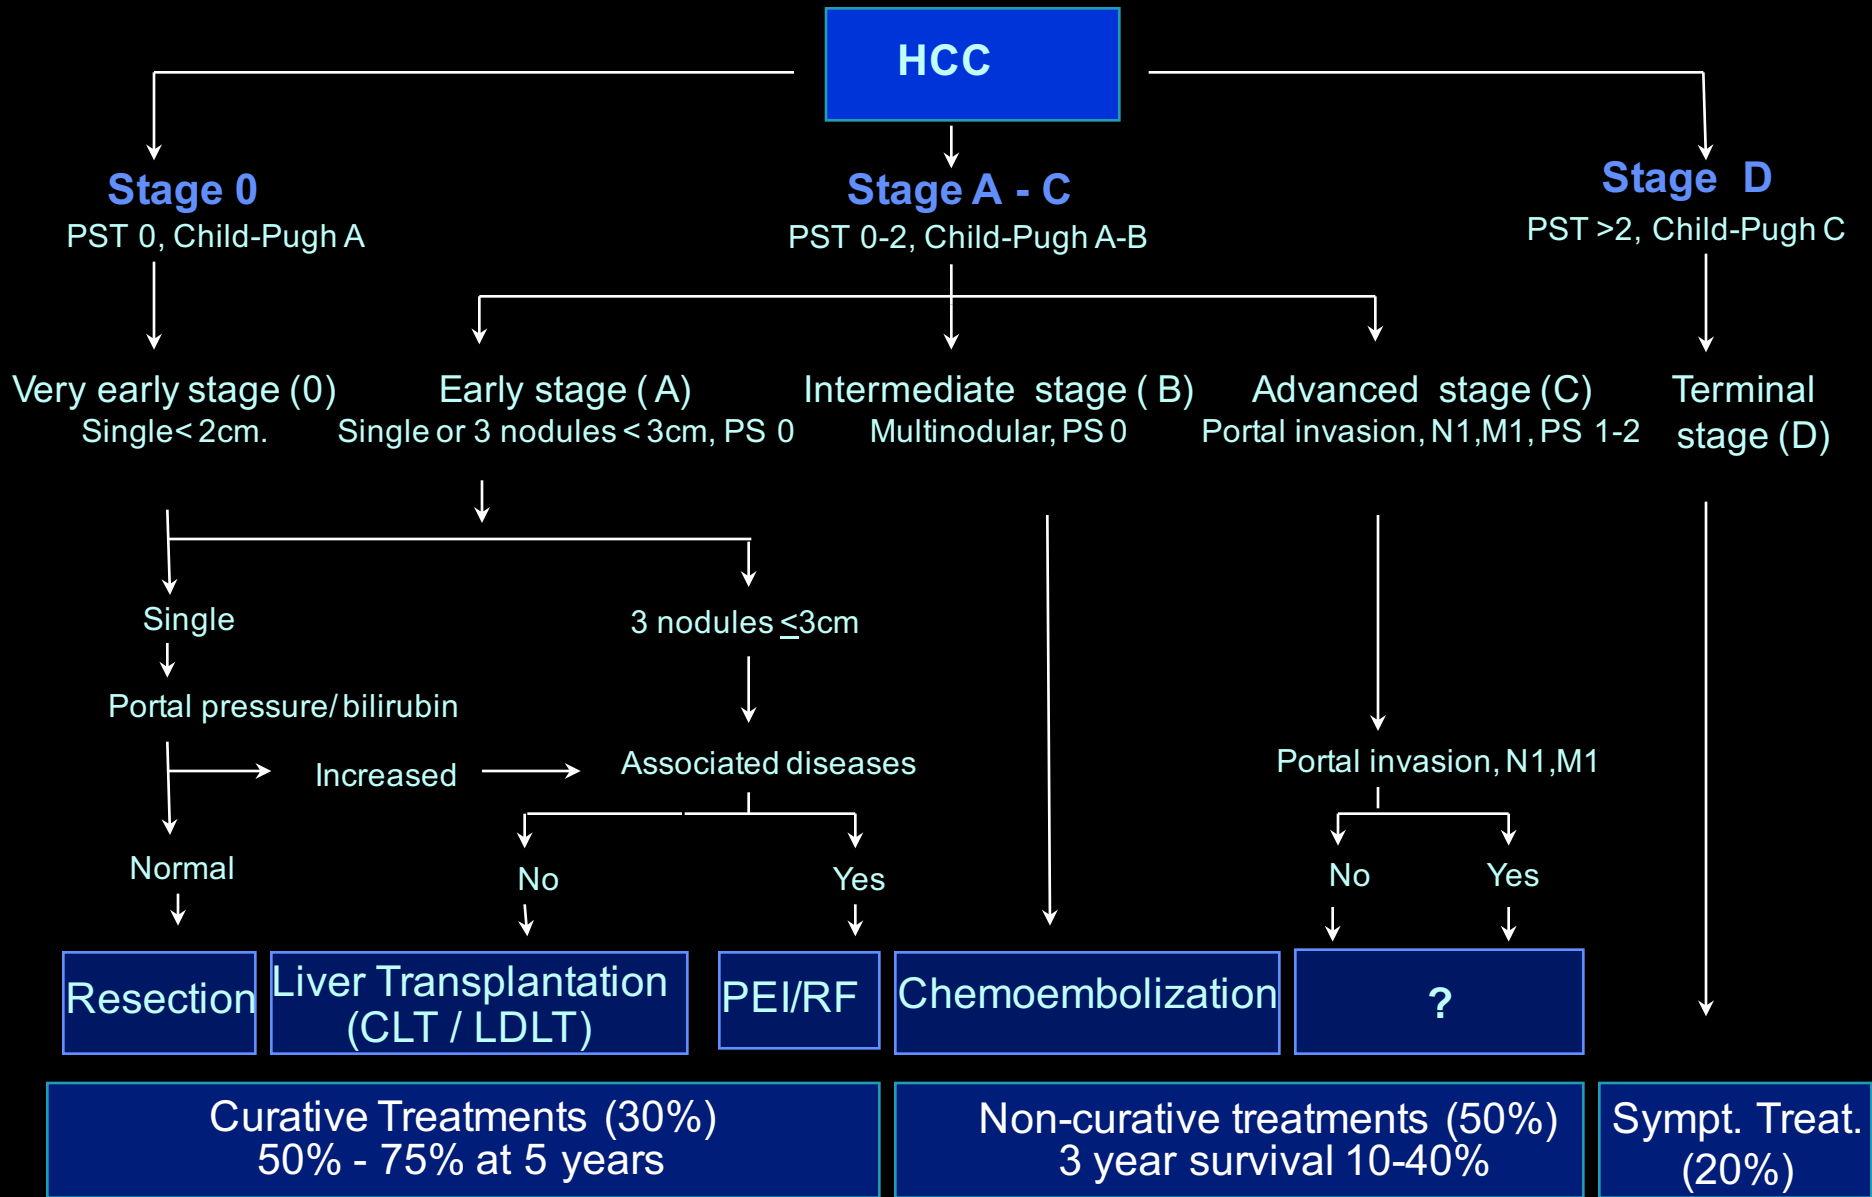 HCC
Stage 0
PST 0, Child-Pugh A
Stage A - C
PST 0-2, Child-Pugh A-B
Stage D
PST >2, Child-Pugh C
Very early stage (0)
Single< 2cm.
Early stage ( A)
Single or 3 nodules < 3cm, PS 0
Intermediate stage ( B)
Multinodular, PS 0
Advanced stage (C)
Portal invasion, N1,M1, PS 1-2
Terminal
stage (D)
Single
3 nodules <3cm
Portal pressure/ bilirubin
Increased
Associated diseases
Portal invasion, N1,M1
Normal
No
Yes
No
Yes
Resection
Liver Transplantation
(CLT / LDLT)
PEI/RF
Chemoembolization
?
Curative Treatments (30%)
50% - 75% at 5 years
Non-curative treatments (50%)
3 year survival 10-40%
Sympt. Treat.
(20%)